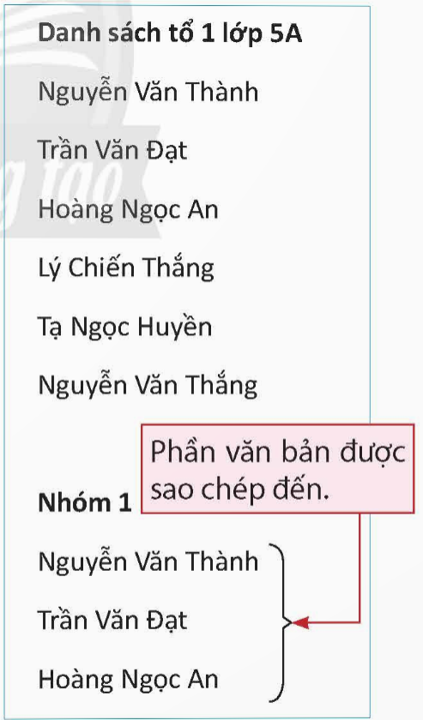 Danh sách tổ 1 lớp 5A
Nguyễn Văn Thành
Trần Văn Đạt
Hoàng Ngọc An
Lý Chiến Thắng
Tạ Ngọc Huyền
Nguyễn Văn Thắng
Phần văn bản được
sao chép đến.
Nhóm 1
Nguyễn Văn Thành
Trần Văn Đạt
Hoàng Ngọc An